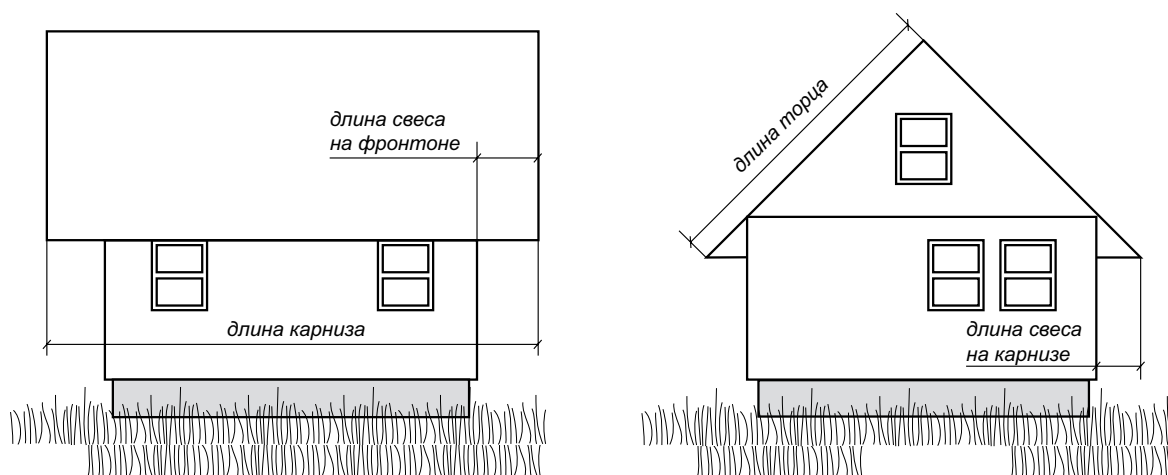 длина свеса
на фронтоне
длина карниза
длина торца
длина свеса
на карнизе